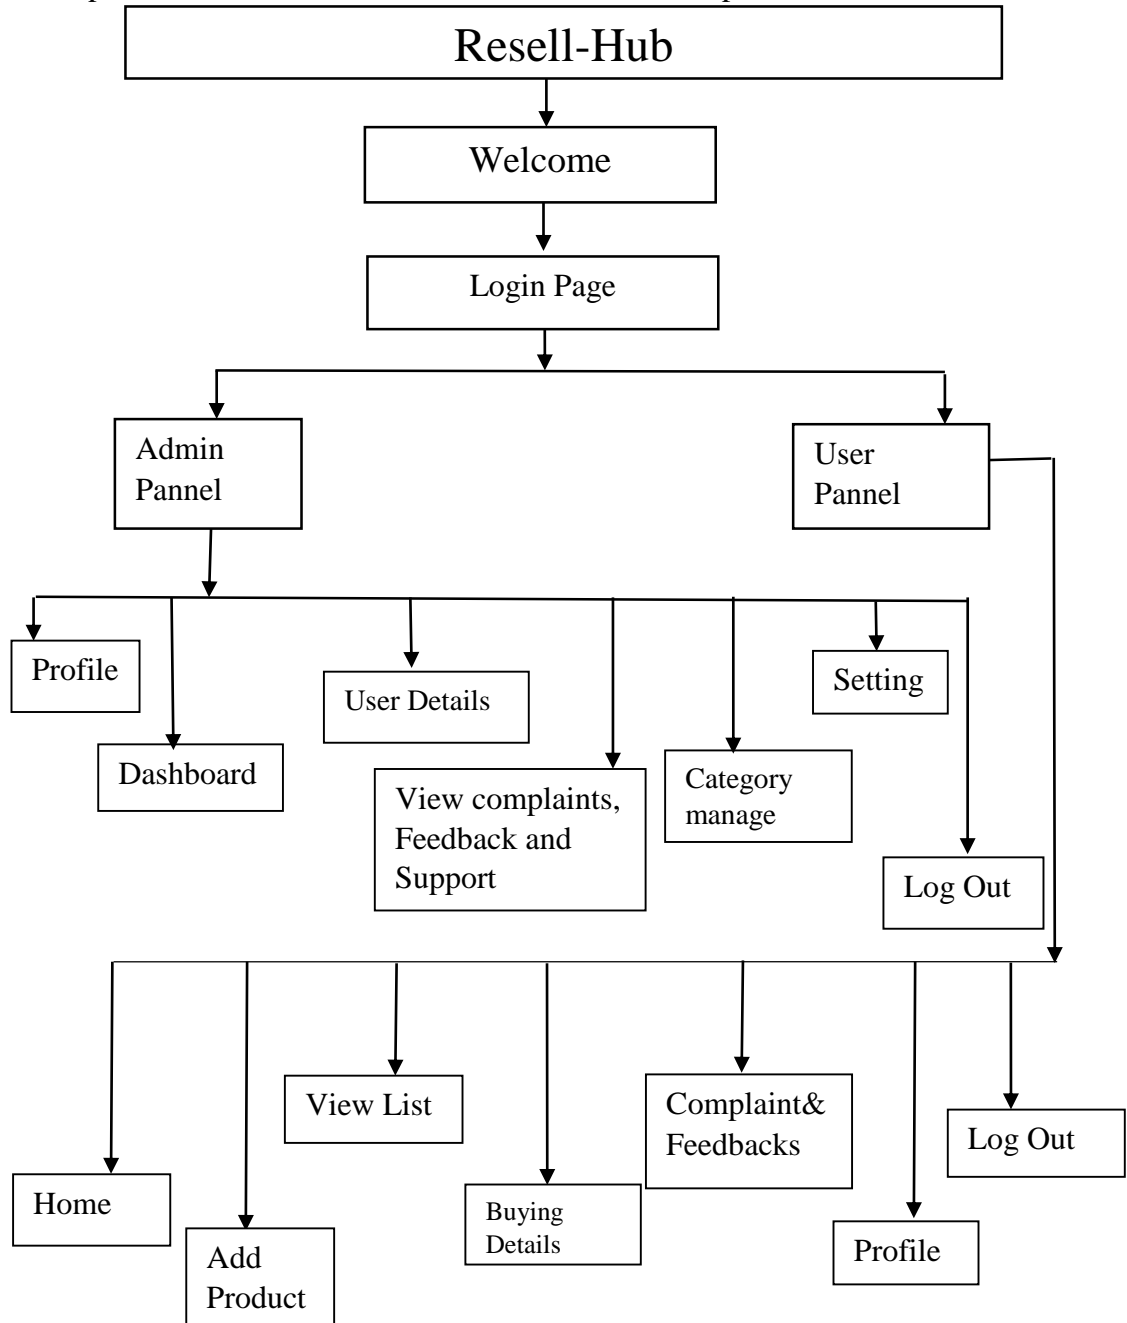 Resell-Hub
Welcome
Login Page
Admin
Pannel
User
Pannel
Profile
Dashboard
User Details
View complaints,
Feedback and
Support
Category
manage
Setting
Log Out
Home
Add
Product
View List
Buying
Details
Complaint&
Feedbacks
Profile
Log Out